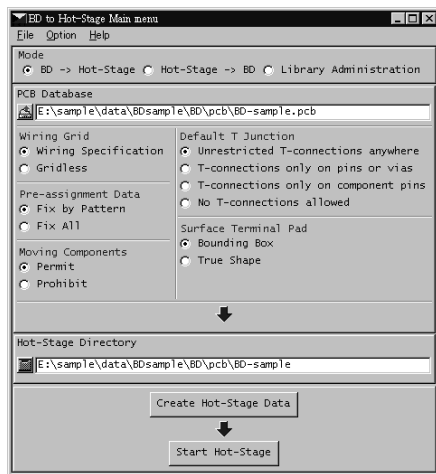 BD to Hot-Stage Main menu
File Option Help
Mode
BD -> Hot-Stage Hot-Stage -> BD Library Administration
PCB Database
E:\sample\data\BDsample\BD\pcb\BD-sample.pcb
Wiring Grid
Wiring Specification
Gridless
Pre-assignment Data
Fix by Pattern
Fix All
Moving Components
Permit
Prohibit
Default T Junction
Unrestricted T-connections anywhere
T-connections only on pins or vias
T-connections only on component pins
No T-connections allowed
Surface Terminal Pad
Bounding Box
True Shape
Hot-Stage Directory
E:\sample\data\BDsample\BD\pcb\BD-sample
Create Hot-Stage Data
Start Hot-Stage